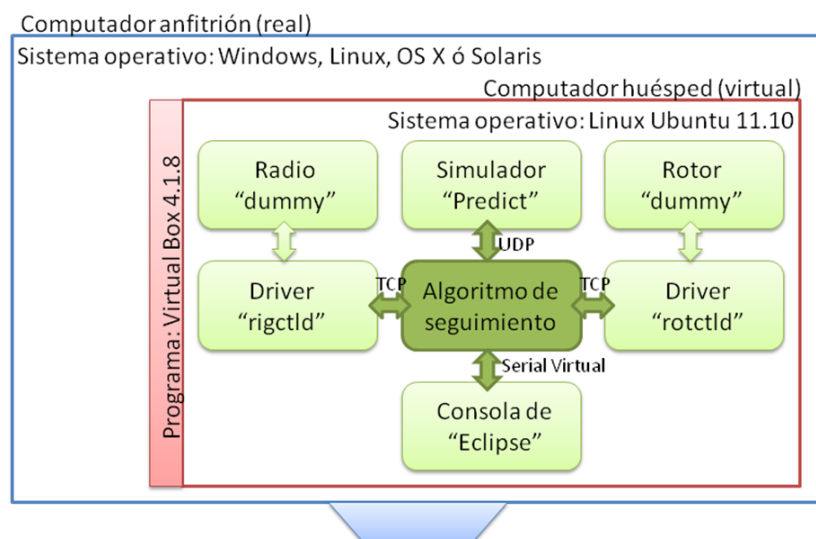 Computador anfitrión (real)
Sistema operativo: Windows, Linux, OS X ó Solaris
Computador huésped (virtual)
Sistema operativo: Linux Ubuntu 11.10
Programa: Virtual Box 4.1.8
Radio
“dummy”
Simulador
“Predict”
Rotor
“dummy”
UDP
Driver
“rigctld”
TCP
Algoritmo de
seguimiento
TCP
Driver
“rotctld”
Serial Virtual
Consola de
“Eclipse”